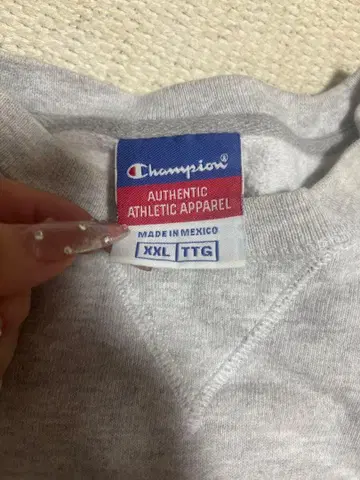 Champion
AUTHENTIC
ATHLETIC APPAREL
MADE IN MEXICO
XXL TTG